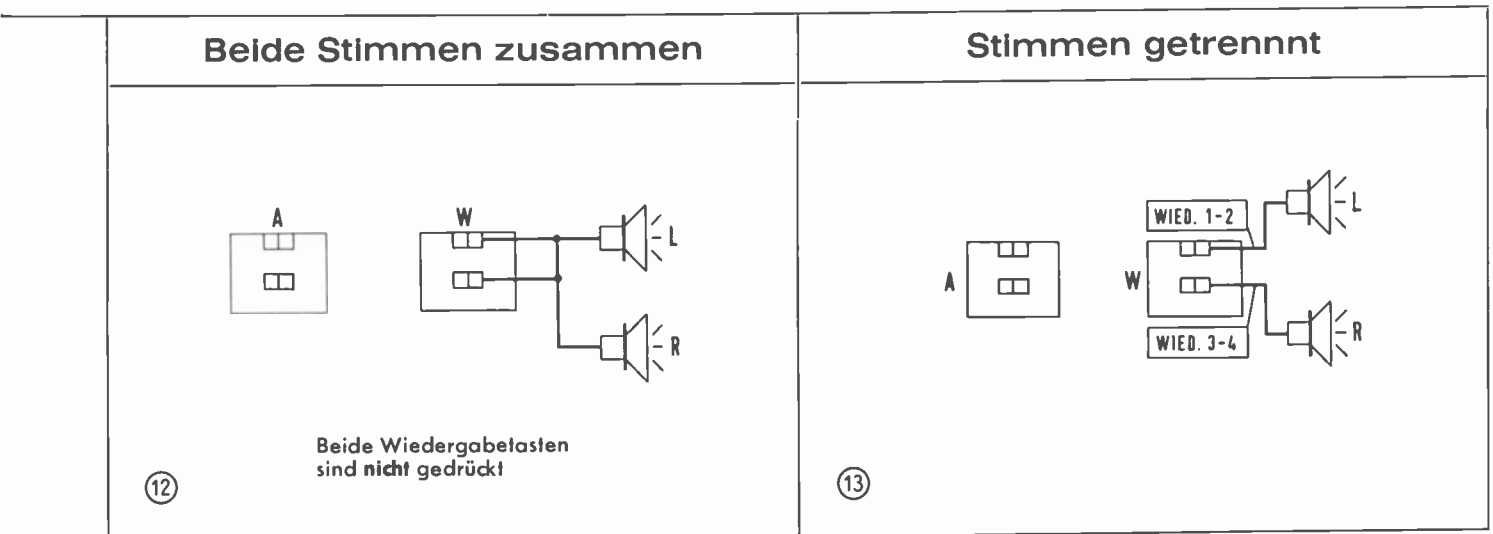 Beide Stimmen zusammen
A
W
L
R
Beide Wiedergabetasten
sind nicht gedrückt
12
Stimmen getrennnt
A
W
WIED. 1-2
L
WIED. 3-4
R
13